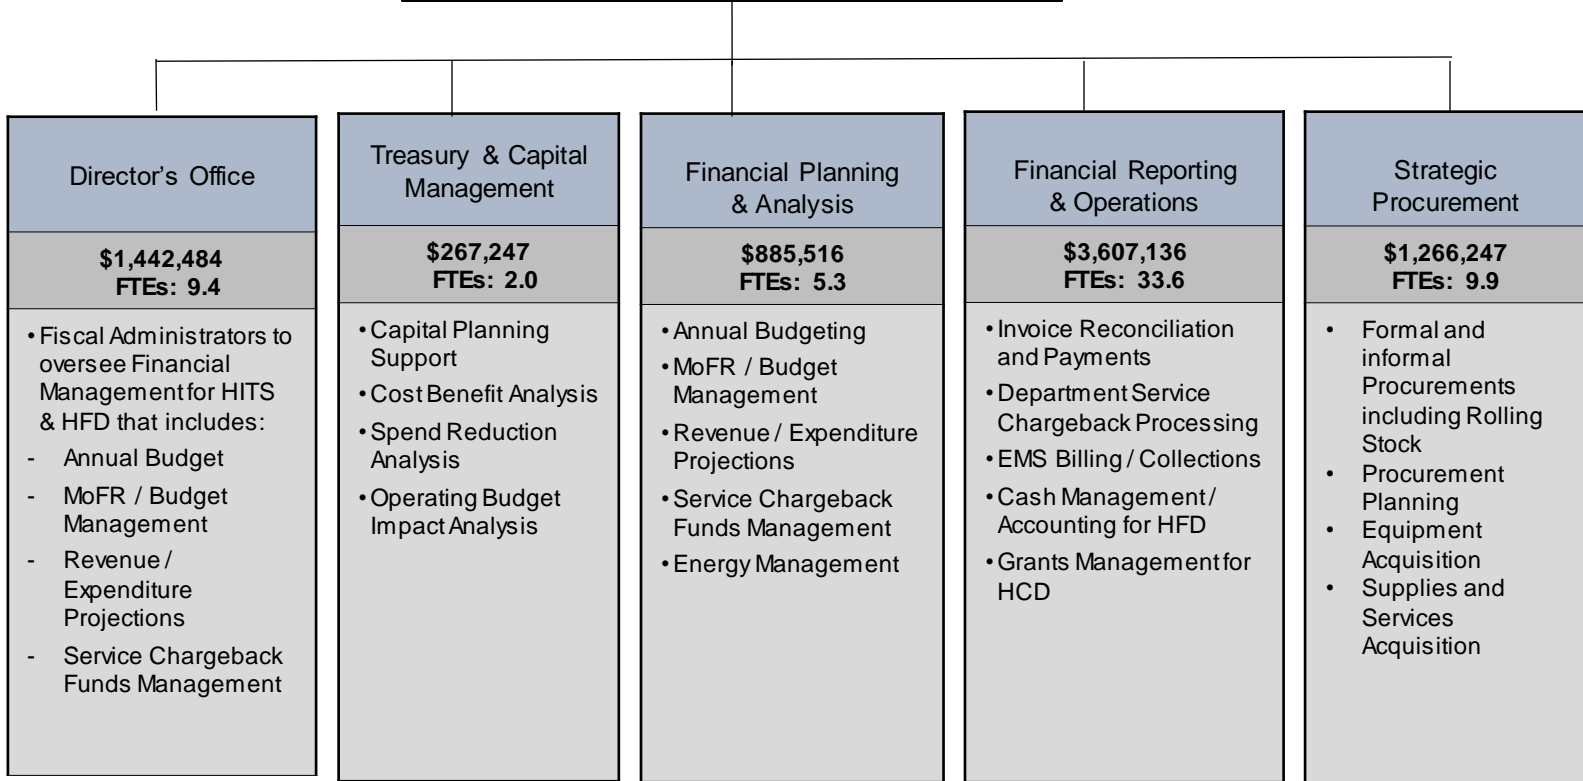 Director's Office
$1,442,484
FTEs: 9.4
• Fiscal Administrators to
oversee Financial
Management for HITS
& HFD that includes:
- Annual Budget
- MoFR / Budget
Management
- Revenue /
Expenditure
Projections
- Service Chargeback
Funds Management
Treasury & Capital
Management
$267,247
FTEs: 2.0
• Capital Planning
Support
• Cost Benefit Analysis
• Spend Reduction
Analysis
• Operating Budget
Impact Analysis
Financial Planning
& Analysis
$885,516
FTEs: 5.3
• Annual Budgeting
• MoFR / Budget
Management
• Revenue / Expenditure
Projections
• Service Chargeback
Funds Management
• Energy Management
Financial Reporting
& Operations
$3,607,136
FTEs: 33.6
• Invoice Reconciliation
and Payments
• Department Service
Chargeback Processing
• EMS Billing / Collections
• Cash Management /
Accounting for HFD
• Grants Management for
HCD
Strategic
Procurement
$1,266,247
FTEs: 9.9
• Formal and
informal
Procurements
including Rolling
Stock
• Procurement
Planning
• Equipment
Acquisition
• Supplies and
Services
Acquisition